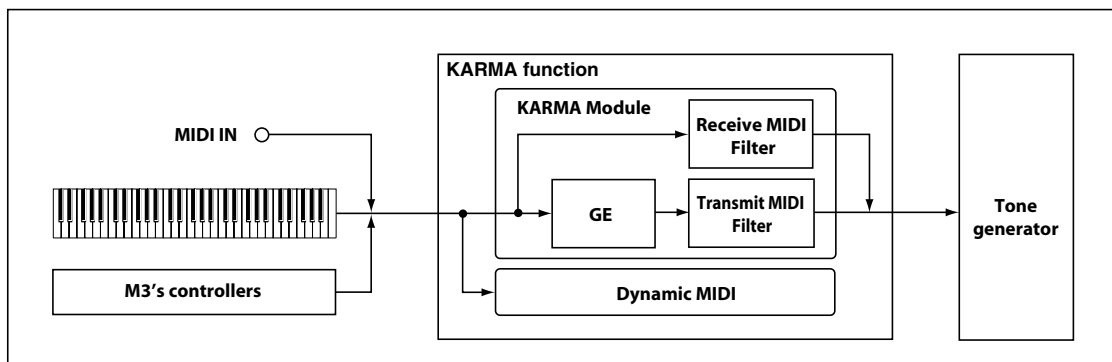 KARMA function
KARMA Module
MIDI IN
Receive MIDI
Filter
GE
Transmit MIDI
Filter
Tone
generator
M3's controllers
Dynamic MIDI